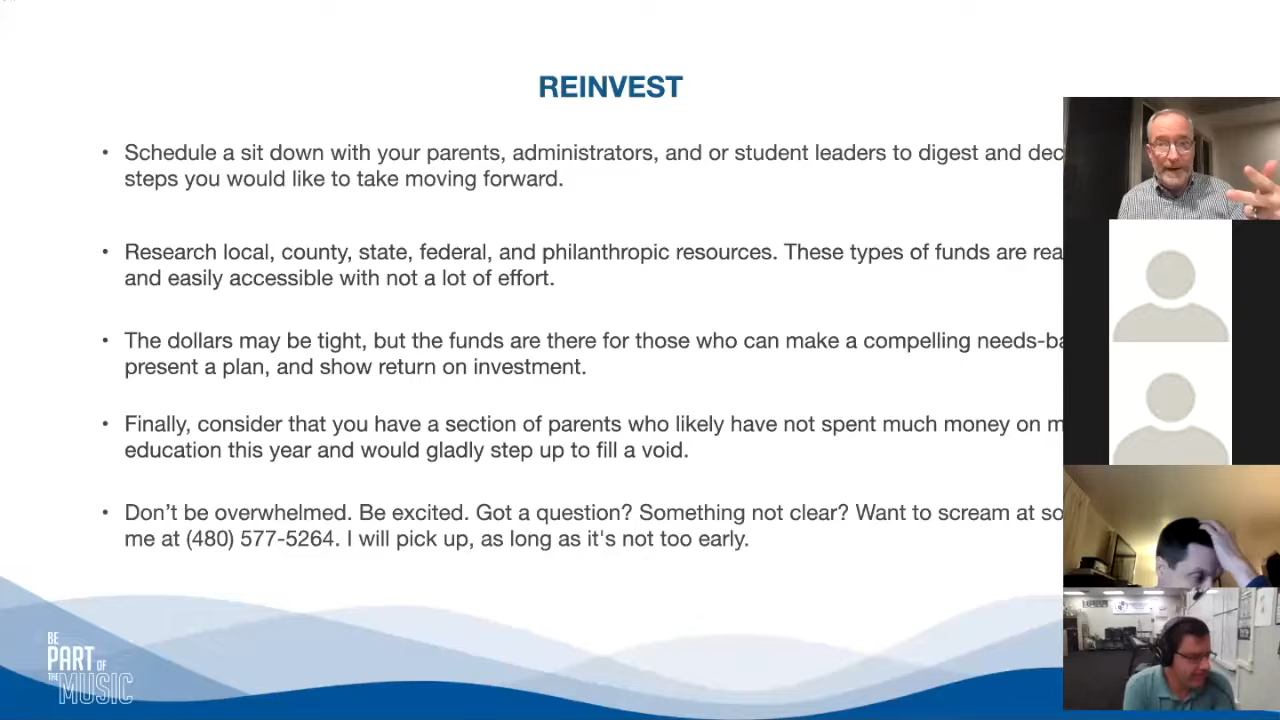 REINVEST
• Schedule a sit down with your parents, administrators, and or student leaders to digest and
steps you would like to take moving forward.
• Research local, county, state, federal, and philanthropic resources. These types of funds are
and easily accessible with not a lot of effort.
• The dollars may be tight, but the funds are there for those who can make a compelling
present a plan, and show return on investment.
• Finally, consider that you have a section of parents who likely have not spent much money on
education this year and would gladly step up to fill a void.
• Don’t be overwhelmed. Be excited. Got a question? Something not clear? Want to scream at
me at (480) 577-5264. I will pick up, as long as it's not too early.
BE
PART OF
THE MUSIC